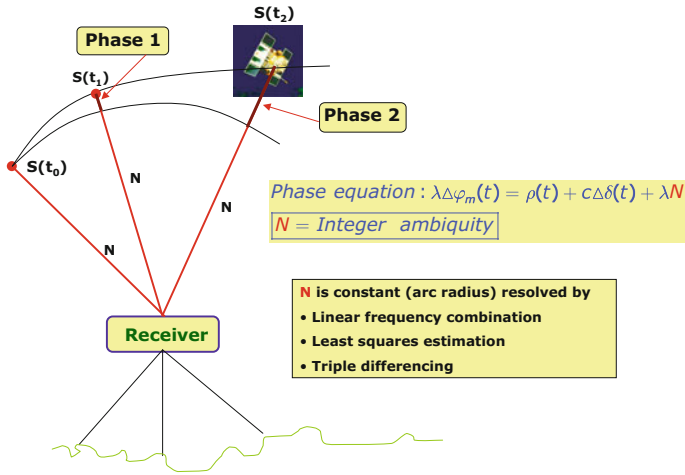 S(t₂)
Phase 1
S(t₁)
Phase 2
S(t₀)
N
N
N
Phase equation : λΔφₘ(t) = ρ(t) + cΔδ(t) + λN
N = Integer ambiquity
N is constant (arc radius) resolved by
• Linear frequency combination
• Least squares estimation
• Triple differencing
Receiver